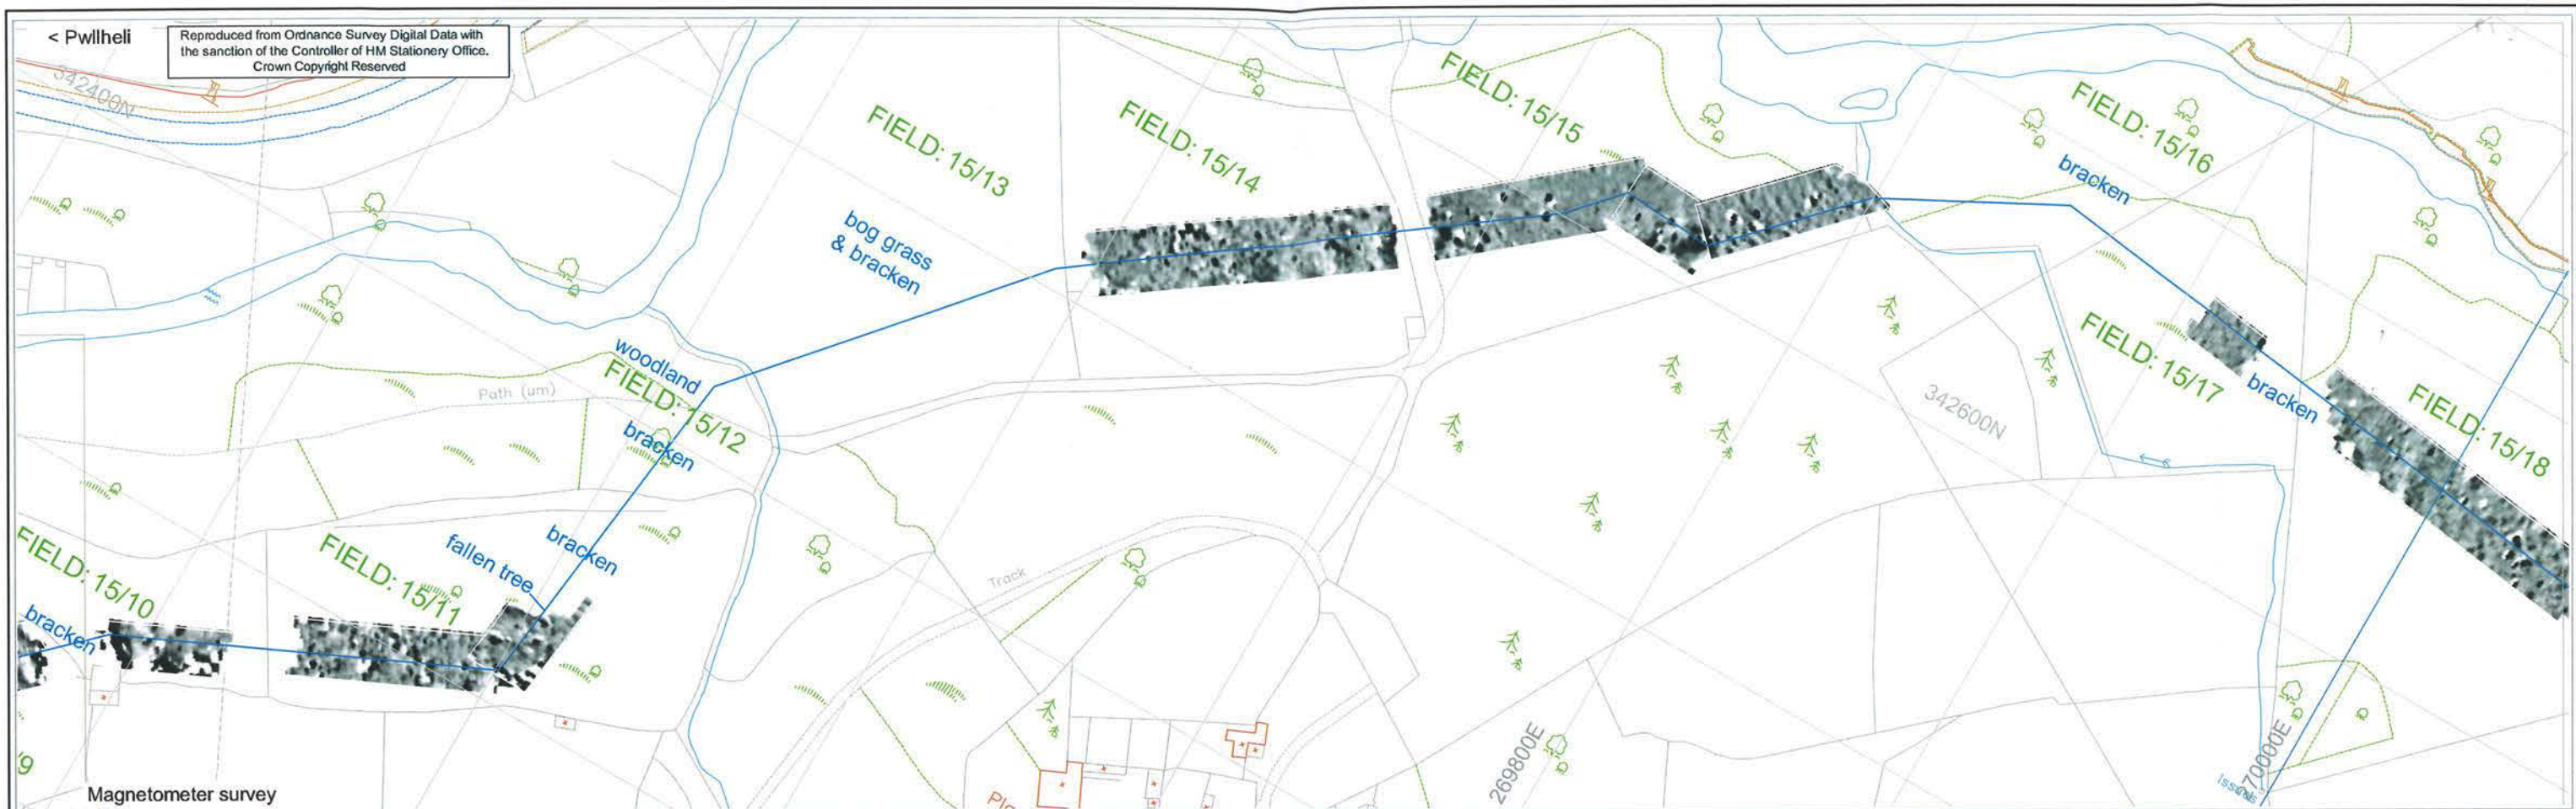 < Pwllheli
Reproduced from Ordnance Survey Digital Data with
the sanction of the Controller of HM Stationery Office.
Crown Copyright Reserved
342400N
FIELD: 15/13
FIELD: 15/14
FIELD: 15/15
FIELD: 15/16
bracken
bog grass
& bracken
woodland
FIELD: 15/12
bracken
Path (um)
FIELD: 15/17
bracken
FIELD: 15/18
342600N
FIELD: 15/10
bracken
FIELD: 15/11
fallen tree
bracken
Track
269800E
270000E
Issues
/9
Magnetometer survey